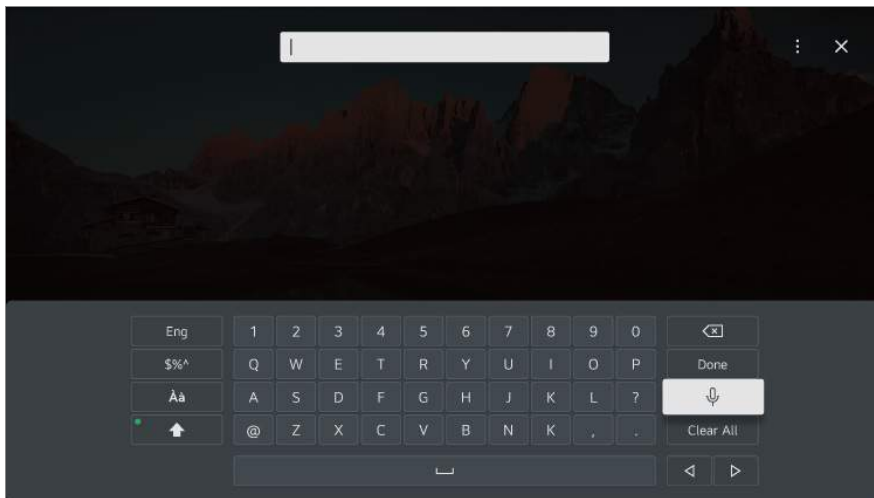 Eng 1 2 3 4 5 6 7 8 9 0
$%^ Q W E T R Y U I O P Done
Àà A S D F G H J K L ?
@ Z X C V B N K , . Clear All